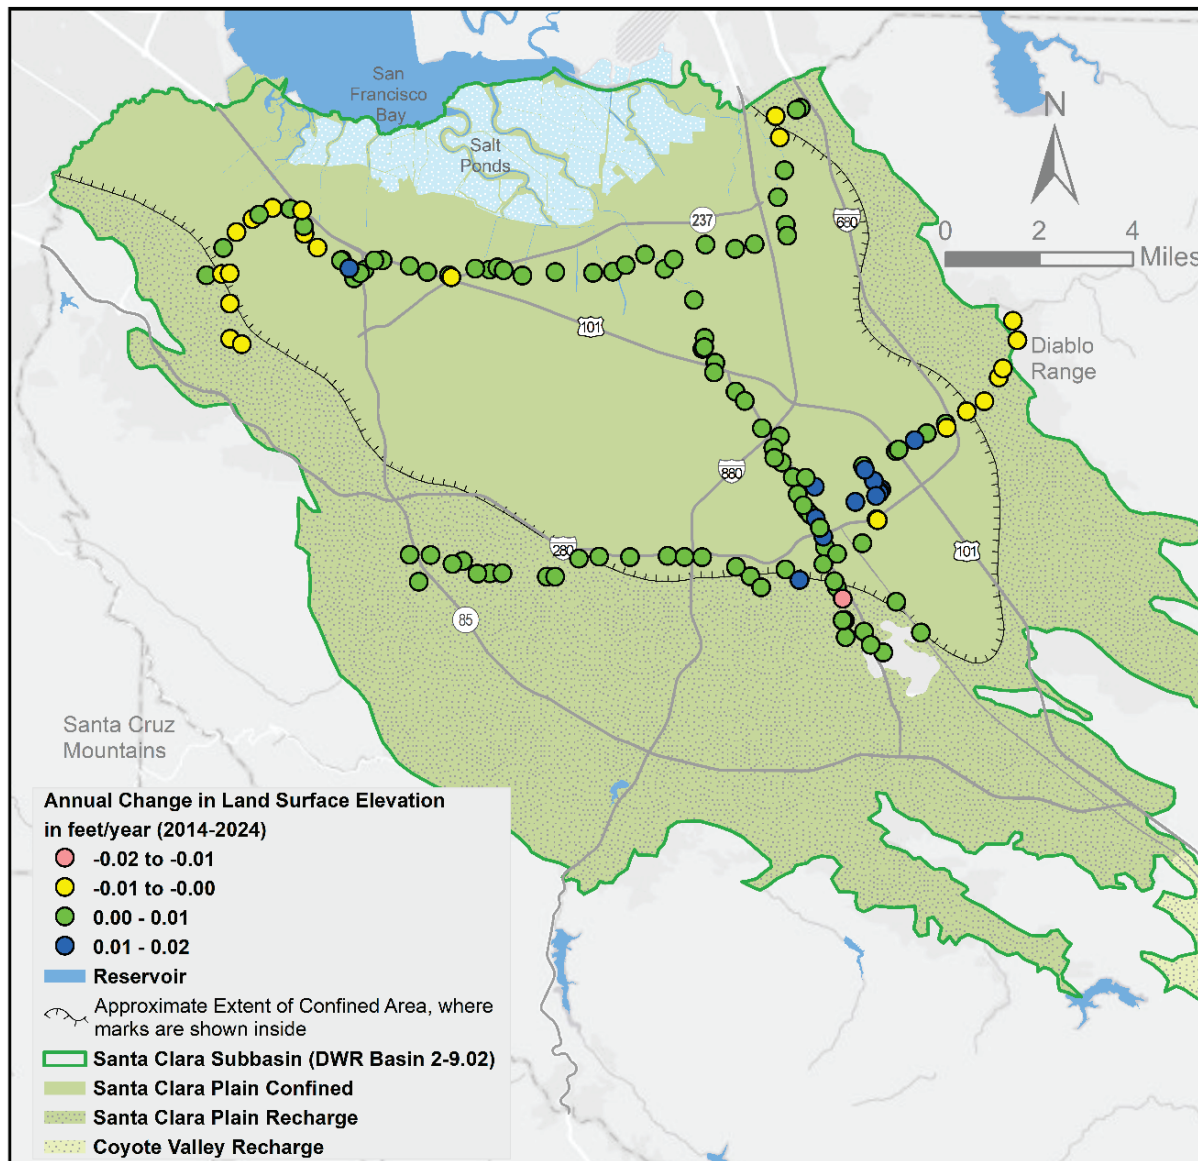 San
Francisco
Bay
Salt
Ponds
N
237
680
0 2 4
Miles
101
Diablo
Range
880
280
101
85
Santa Cruz
Mountains
Annual Change in Land Surface Elevation
in feet/year (2014-2024)
-0.02 to -0.01
-0.01 to -0.00
0.00 - 0.01
0.01 - 0.02
Reservoir
Approximate Extent of Confined Area, where
marks are shown inside
Santa Clara Subbasin (DWR Basin 2-9.02)
Santa Clara Plain Confined
Santa Clara Plain Recharge
Coyote Valley Recharge